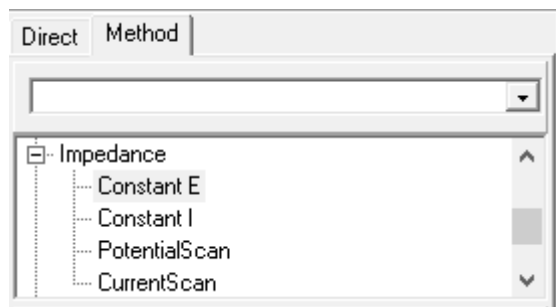 Direct Method
Impedance
Constant E
Constant I
PotentialScan
CurrentScan